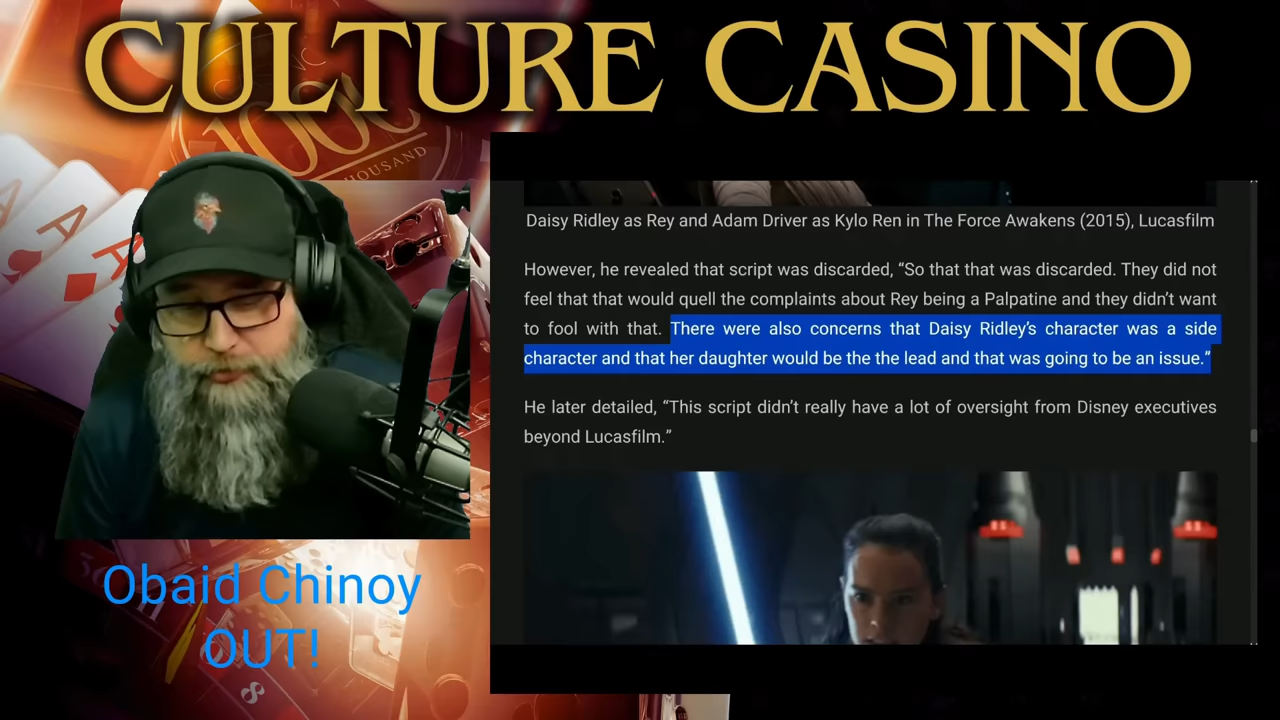 CULTURE CASINO
1000
THOUSAND
Daisy Ridley as Rey and Adam Driver as Kylo Ren in The Force Awakens (2015), Lucasfilm
However, he revealed that script was discarded, “So that that was discarded. They did not
feel that that would quell the complaints about Rey being a Palpatine and they didn’t want
to fool with that. There were also concerns that Daisy Ridley’s character was a side
character and that her daughter would be the the lead and that was going to be an issue.”
He later detailed, “This script didn’t really have a lot of oversight from Disney executives
beyond Lucasfilm.”
Obaid Chinoy
OUT!